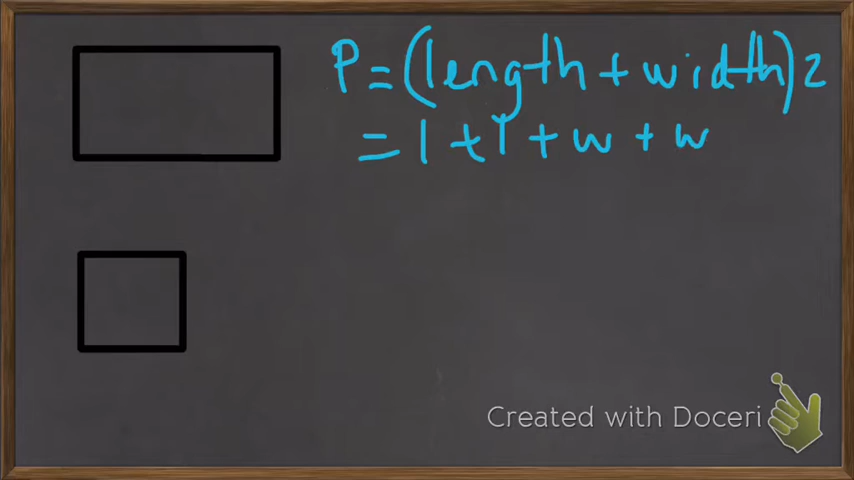 P = (length + width) 2
= l + l + w + w
Created with Doceri